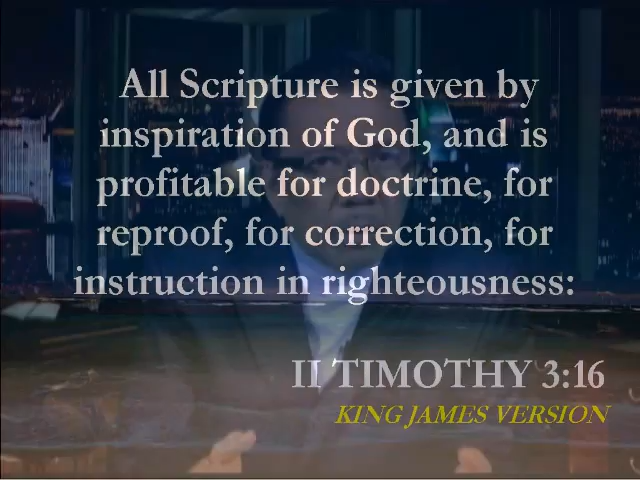 All Scripture is given by
inspiration of God, and is
profitable for doctrine, for
reproof, for correction, for
instruction in righteousness:
II TIMOTHY 3:16
KING JAMES VERSION